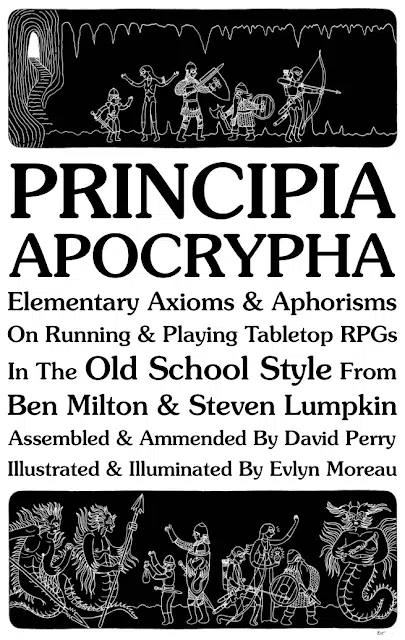 PRINCIPIA
APOCRYPHA
Elementary Axioms & Aphorisms
On Running & Playing Tabletop RPGs
In The Old School Style From
Ben Milton & Steven Lumpkin
Assembled & Ammended By David Perry
Illustrated & Illuminated By Evlyn Moreau